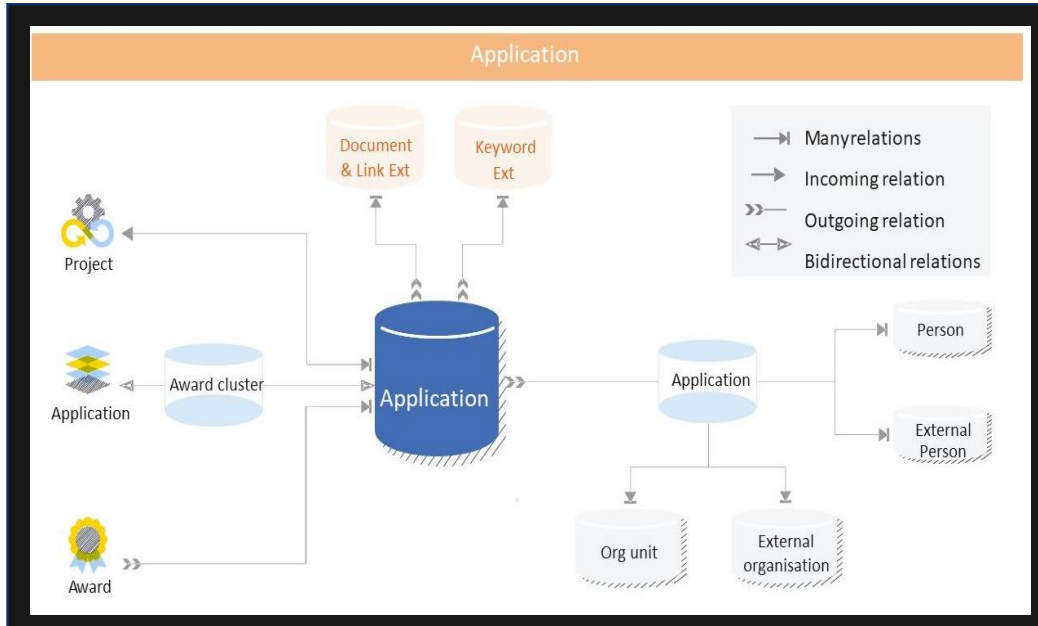 Application
Document
& Link Ext
Keyword
Ext
Manyrelations
Incoming relation
Outgoing relation
Bidirectional relations
Project
Application
Award cluster
Application
Application
Person
External
Person
Org unit
External
organisation
Award